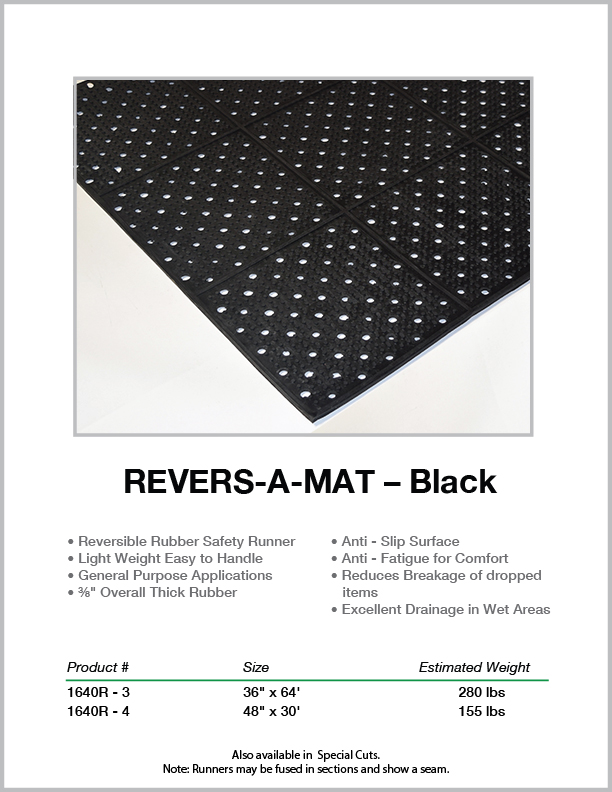 REVERS-A-MAT – Black
• Reversible Rubber Safety Runner
• Light Weight Easy to Handle
• General Purpose Applications
• ⅜" Overall Thick Rubber
• Anti - Slip Surface
• Anti - Fatigue for Comfort
• Reduces Breakage of dropped
items
• Excellent Drainage in Wet Areas
Product # Size Estimated Weight
1640R - 3 36" x 64' 280 lbs
1640R - 4 48" x 30' 155 lbs
Also available in Special Cuts.
Note: Runners may be fused in sections and show a seam.